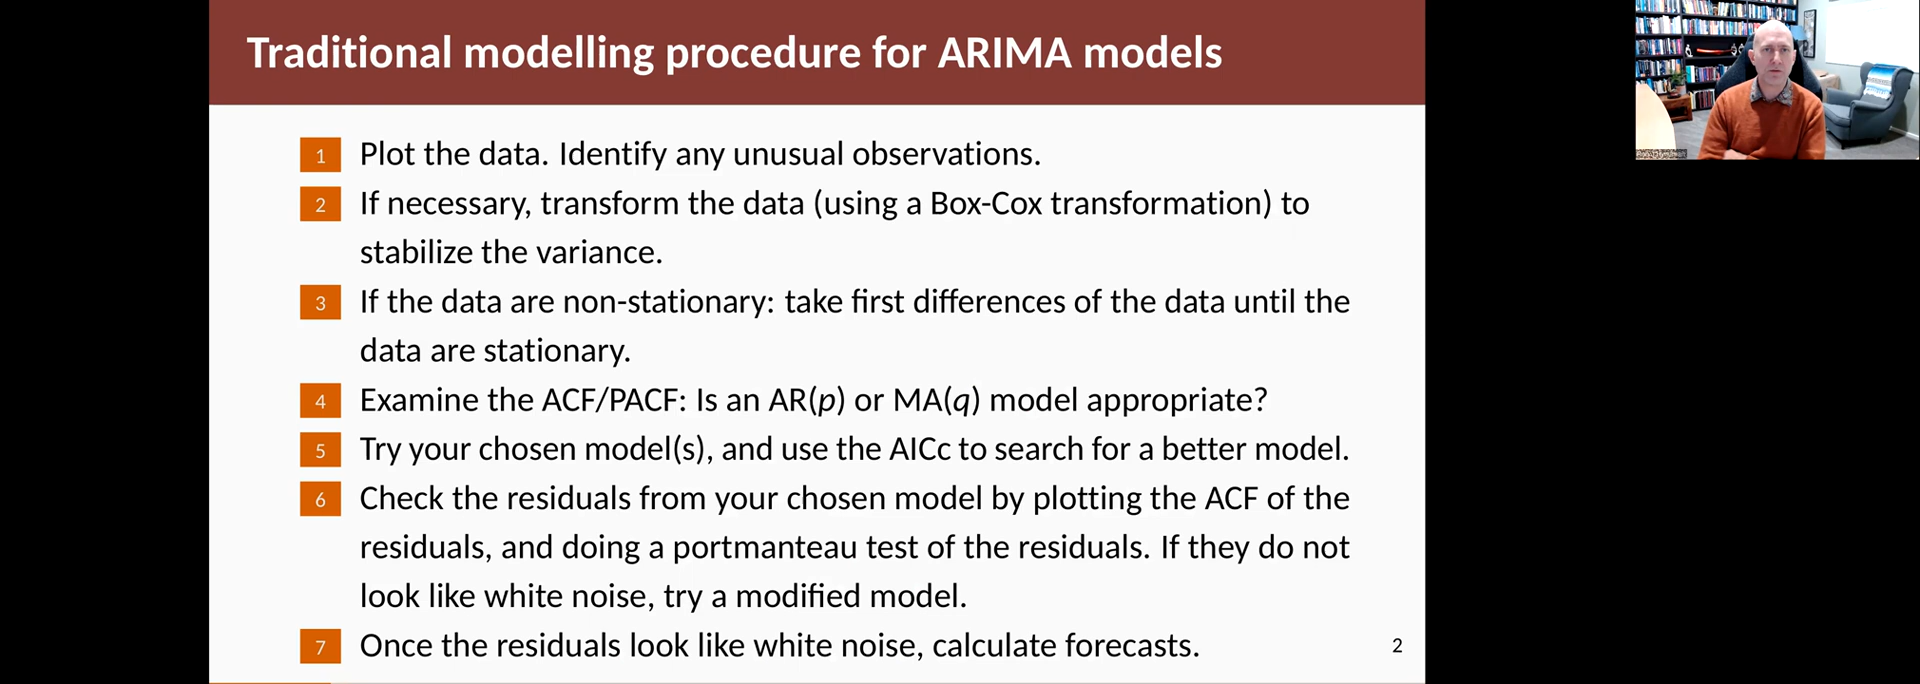 Traditional modelling procedure for ARIMA models
1 Plot the data. Identify any unusual observations.
2 If necessary, transform the data (using a Box-Cox transformation) to
stabilize the variance.
3 If the data are non-stationary: take first differences of the data until the
data are stationary.
4 Examine the ACF/PACF: Is an AR(p) or MA(q) model appropriate?
5 Try your chosen model(s), and use the AICc to search for a better model.
6 Check the residuals from your chosen model by plotting the ACF of the
residuals, and doing a portmanteau test of the residuals. If they do not
look like white noise, try a modified model.
7 Once the residuals look like white noise, calculate forecasts.
2